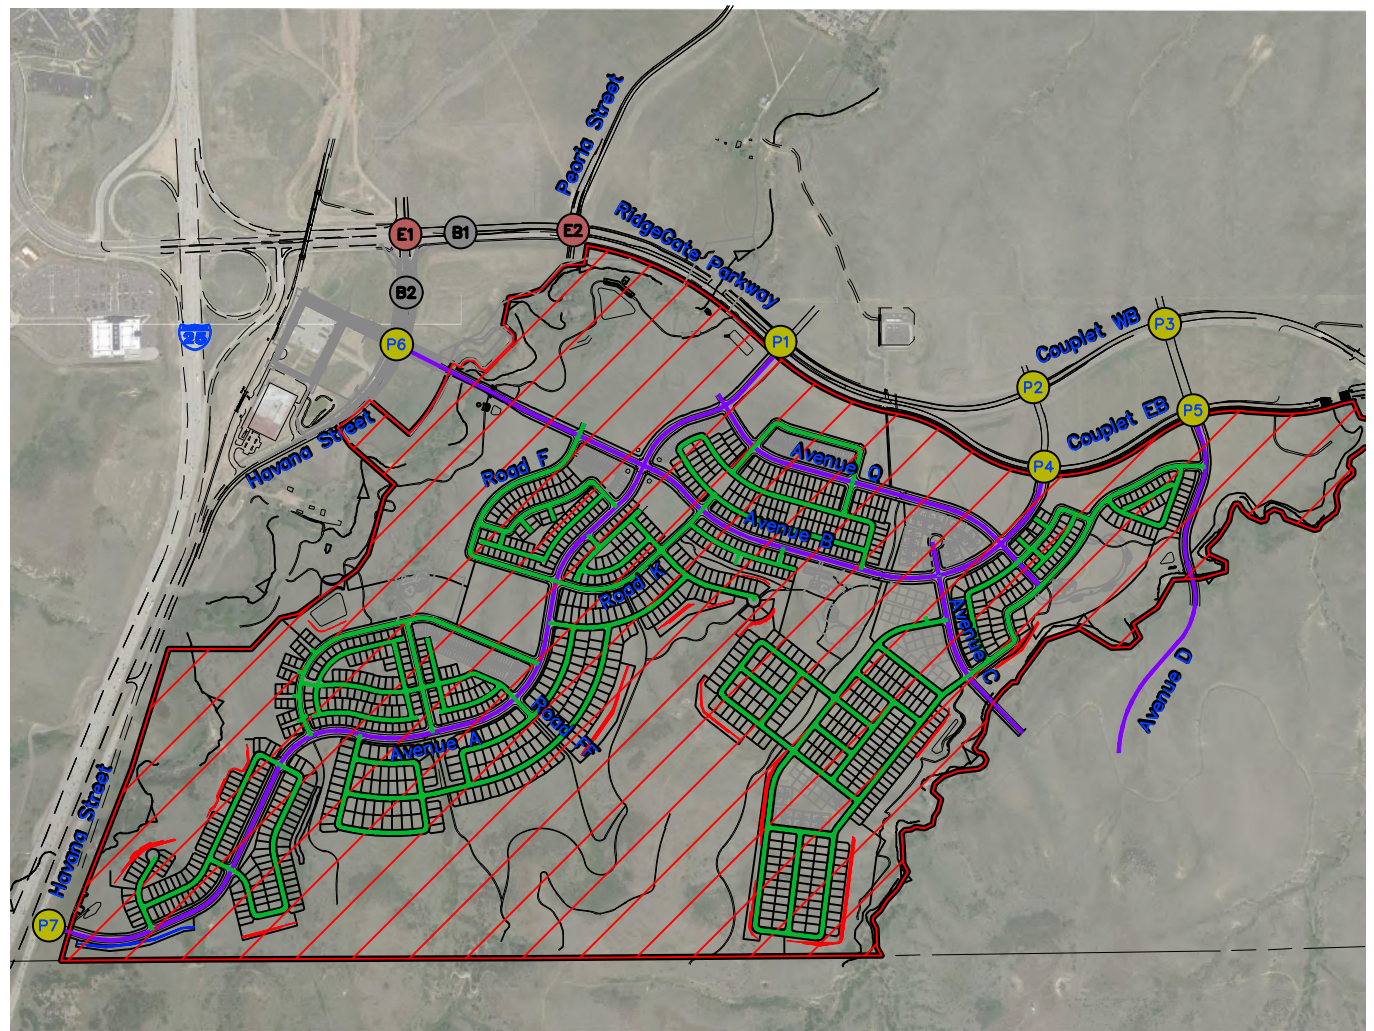 Peoria Street
RidgeGate Parkway
E1
B1
E2
B2
25
P6
P1
P3
Couplet WB
P2
P5
Couplet EB
P4
Havana Street
Road F
Avenue Q
Avenue B
Road K
Avenue C
Avenue D
Road FF
Avenue A
Havana Street
P7